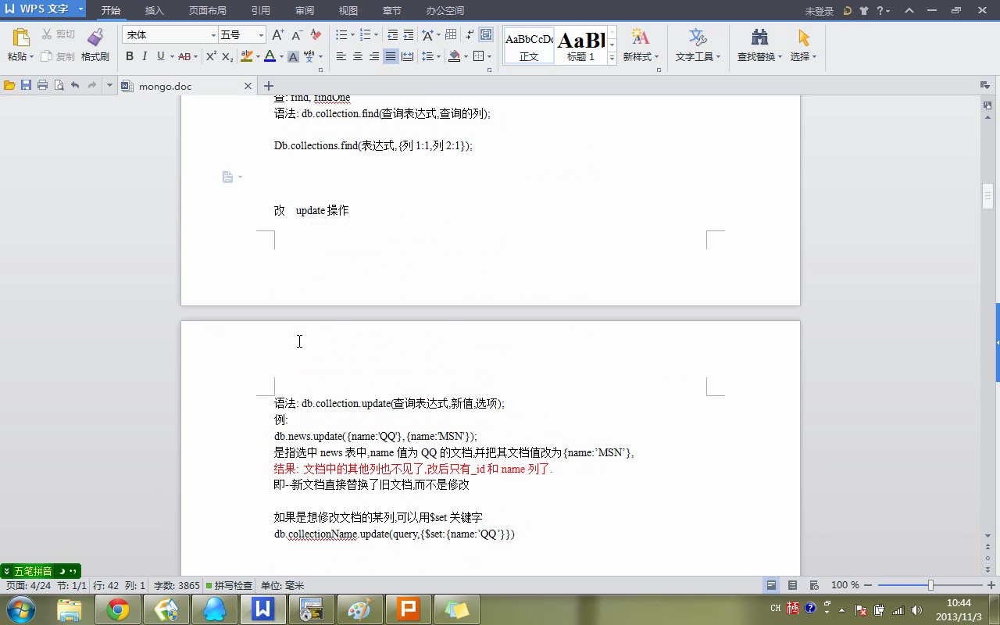 WPS 文字 开始 插入 页面布局 引用 审阅 视图 章节 办公空间 未登录
粘贴 剪切 复制 格式刷 宋体 五号
AaBbCcDc 正文 AaBl 标题 1 新样式 文字工具 查找替换 选择
mongo.doc
查: find, findOne
语法: db.collection.find(查询表达式,查询的列);
Db.collections.find(表达式,{列 1:1,列 2:1});
改 update 操作
语法: db.collection.update(查询表达式,新值,选项);
例:
db.news.update({name:'QQ'},{name:'MSN'});
是指选中 news 表中,name 值为 QQ 的文档,并把其文档值改为{name:’MSN’},
结果: 文档中的其他列也不见了,改后只有_id 和 name 列了.
即--新文档直接替换了旧文档,而不是修改
如果是想修改文档的某列,可以用$set 关键字
db.collectionName.update(query,{$set:{name:’QQ’}})
五笔拼音
页面: 4/24 节: 1/1 行: 42 列: 1 字数: 3865 拼写检查 单位: 毫米 100 %
CH
10:44
2013/11/3